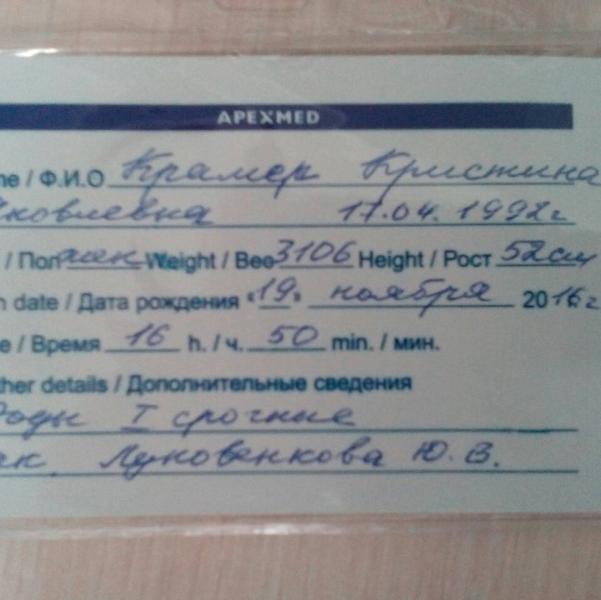 APEXMED
me / Ф.И.О Крамер Кристина
Яковлевна 17.04.1992г
/ Пол жен Weight / Вес 3106 Height / Рост 52см
h date / Дата рождения «19» ноября 2016г
e / Время 16 h. / ч. 50 min. / мин.
ther details / Дополнительные сведения
Роды I срочные
Луковенкова Ю.В.